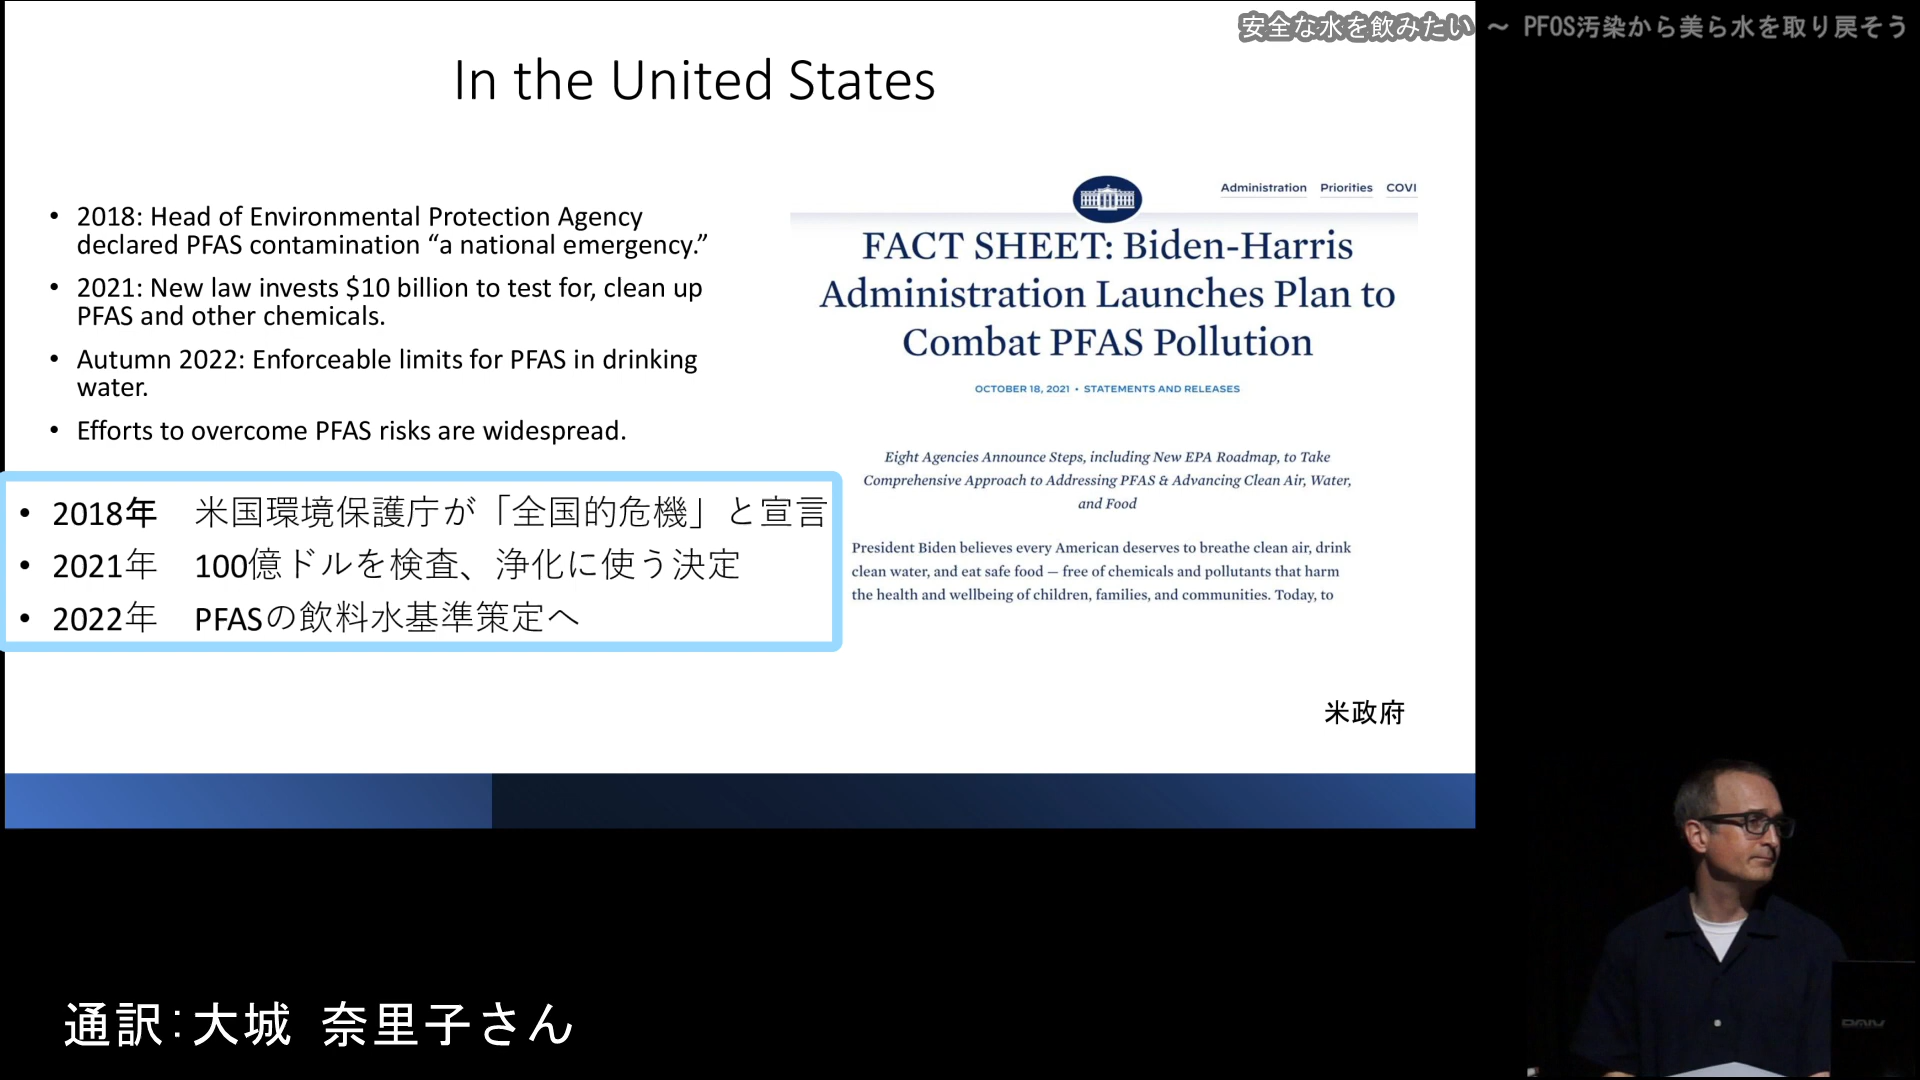 安全な水を飲みたい ～ PFOS汚染から美ら水を取り戻そう
In the United States
• 2018: Head of Environmental Protection Agency
declared PFAS contamination “a national emergency.”
• 2021: New law invests $10 billion to test for, clean up
PFAS and other chemicals.
• Autumn 2022: Enforceable limits for PFAS in drinking
water.
• Efforts to overcome PFAS risks are widespread.
• 2018年 米国環境保護庁が「全国的危機」と宣言
• 2021年 100億ドルを検査、浄化に使う決定
• 2022年 PFASの飲料水基準策定へ
Administration Priorities COVI
FACT SHEET: Biden-Harris
Administration Launches Plan to
Combat PFAS Pollution
OCTOBER 18, 2021 • STATEMENTS AND RELEASES
Eight Agencies Announce Steps, including New EPA Roadmap, to Take
Comprehensive Approach to Addressing PFAS & Advancing Clean Air, Water,
and Food
President Biden believes every American deserves to breathe clean air, drink
clean water, and eat safe food — free of chemicals and pollutants that harm
the health and wellbeing of children, families, and communities. Today, to
米政府
通訳：大城 奈里子さん